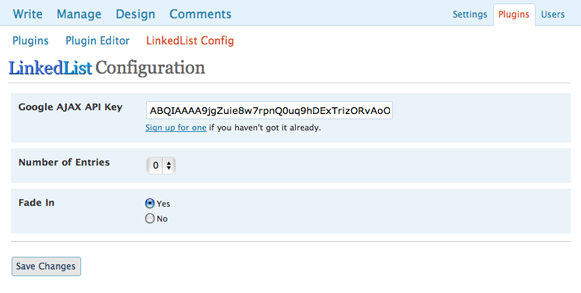 Write Manage Design Comments Settings Plugins Users
Plugins Plugin Editor LinkedList Config
LinkedList Configuration
Google AJAX API Key ABQIAAAA9jgZuie8w7rpnQ0uq9hDExTrizORvAoO
Sign up for one if you haven't got it already.
Number of Entries 0
Fade In Yes
No
Save Changes